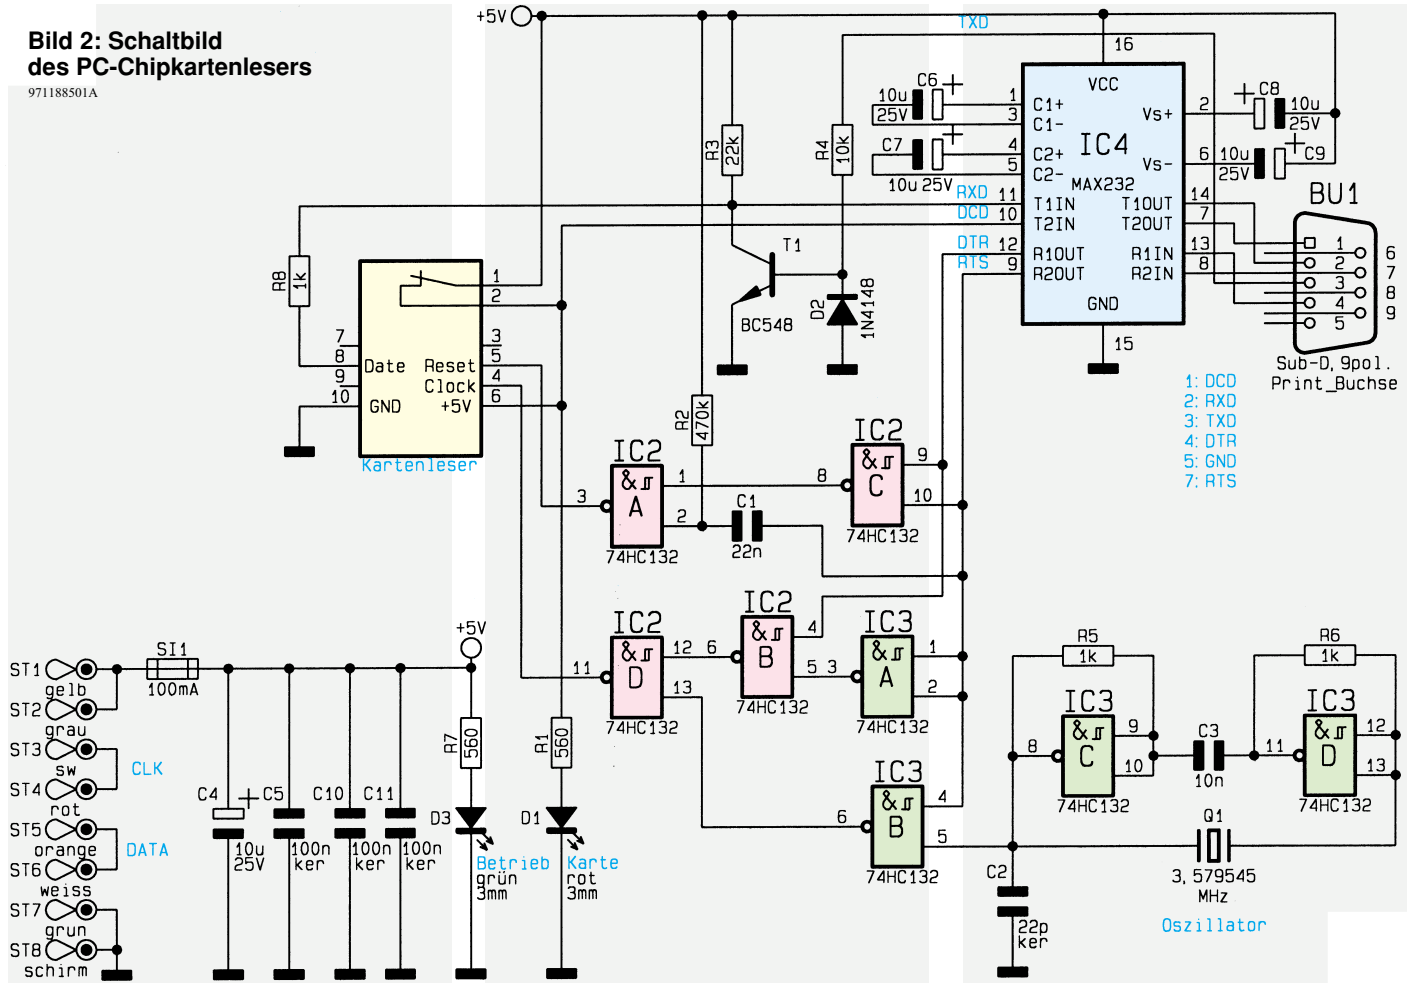 Bild 2: Schaltbild
des PC-Chipkartenlesers
971188501A
+5V
TXD
16
VCC
IC4
MAX232
GND
15
C6
+
10u
25V
C7
+
10u 25V
1 C1+
3 C1-
4 C2+
5 C2-
RXD 11 T1IN
DCD 10 T2IN
DTR 12 R1OUT
RTS 9 R2OUT
Vs+ 2
Vs- 6
T1OUT 14
T2OUT 7
R1IN 13
R2IN 8
+ C8
10u
25V
10u
25V
+ C9
BU1
1
2
3
4
5
6
7
8
9
Sub-D, 9pol.
Print_Buchse
1: DCD
2: RXD
3: TXD
4: DTR
5: GND
7: RTS
R3
22k
R4
10k
R8
1k
T1
BC548
D2
1N4148
R2
470k
1
2
7
8 Date
9
10 GND
3
Reset 5
Clock 4
+5V 6
Kartenleser
IC2
&
A
3
1
2
74HC132
C1
22n
IC2
&
C
8
9
10
74HC132
IC2
&
D
11
12
13
74HC132
IC2
&
B
6
4
5
74HC132
IC3
&
A
3
1
2
74HC132
IC3
&
B
6
4
5
74HC132
R5
1k
IC3
&
C
8
9
10
74HC132
C3
10n
R6
1k
IC3
&
D
11
12
13
74HC132
Q1
3,579545
MHz
Oszillator
C2
22p
ker
ST1
gelb
ST2
grau
ST3
sw
ST4
rot
ST5
orange
ST6
weiss
ST7
grun
ST8
schirm
CLK
DATA
SI1
100mA
+5V
C4
+
10u
25V
C5
100n
ker
C10
100n
ker
C11
100n
ker
R7
560
D3
Betrieb
grün
3mm
R1
560
D1
Karte
rot
3mm